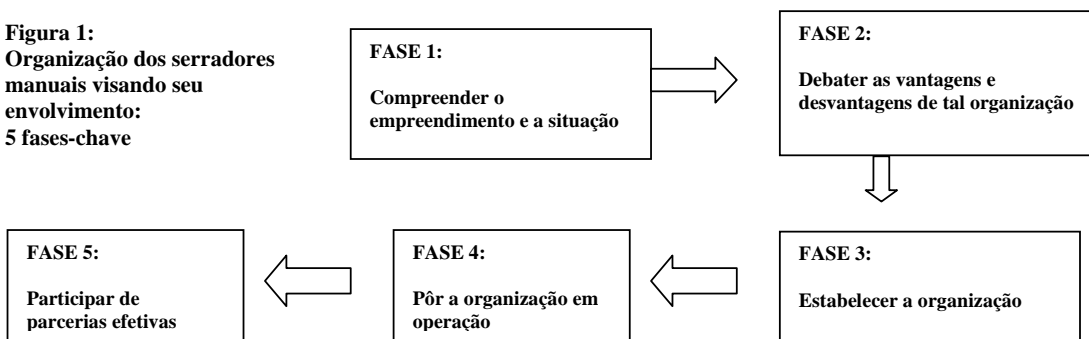 Figura 1:
Organização dos serradores
manuais visando seu
envolvimento:
5 fases-chave
FASE 1:
Compreender o
empreendimento e a situação
FASE 2:
Debater as vantagens e
desvantagens de tal organização
FASE 3:
Estabelecer a organização
FASE 4:
Pôr a organização em
operação
FASE 5:
Participar de
parcerias efetivas